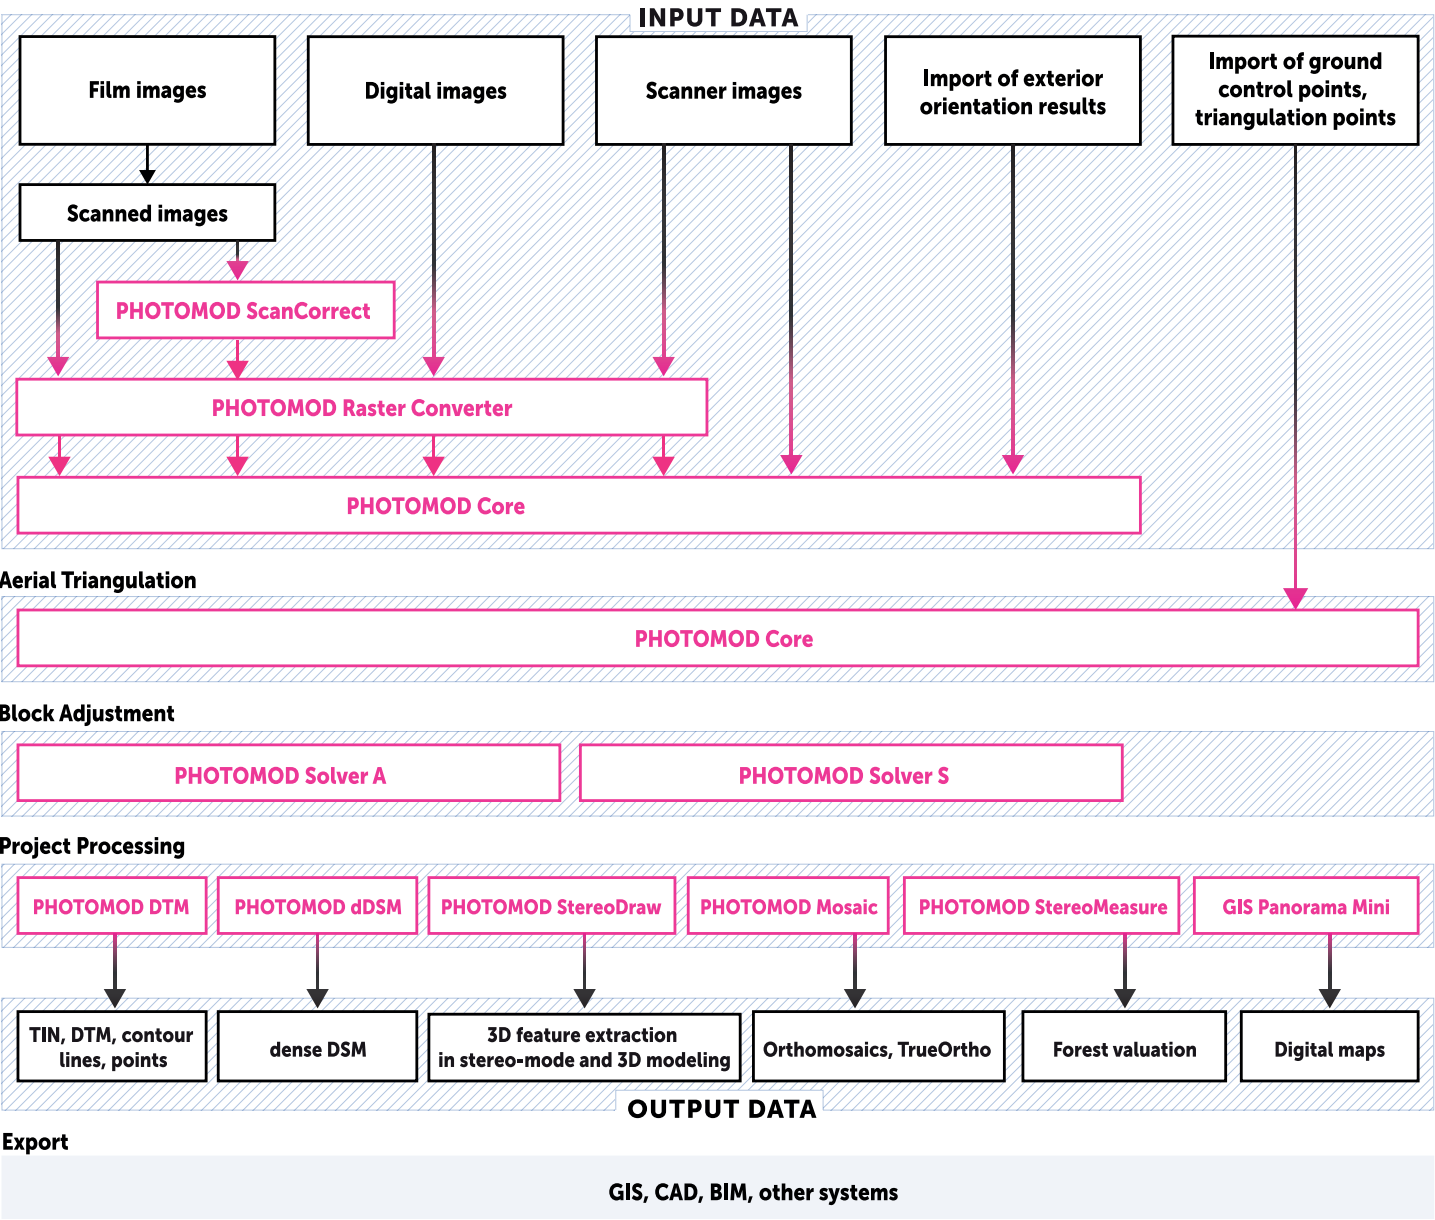 INPUT DATA
Film images
Digital images
Scanner images
Import of exterior
orientation results
Import of ground
control points,
triangulation points
Scanned images
PHOTOMOD ScanCorrect
PHOTOMOD Raster Converter
PHOTOMOD Core
Aerial Triangulation
PHOTOMOD Core
Block Adjustment
PHOTOMOD Solver A
PHOTOMOD Solver S
Project Processing
PHOTOMOD DTM
PHOTOMOD dDSM
PHOTOMOD StereoDraw
PHOTOMOD Mosaic
PHOTOMOD StereoMeasure
GIS Panorama Mini
TIN, DTM, contour
lines, points
dense DSM
3D feature extraction
in stereo-mode and 3D modeling
Orthomosaics, TrueOrtho
Forest valuation
Digital maps
OUTPUT DATA
Export
GIS, CAD, BIM, other systems